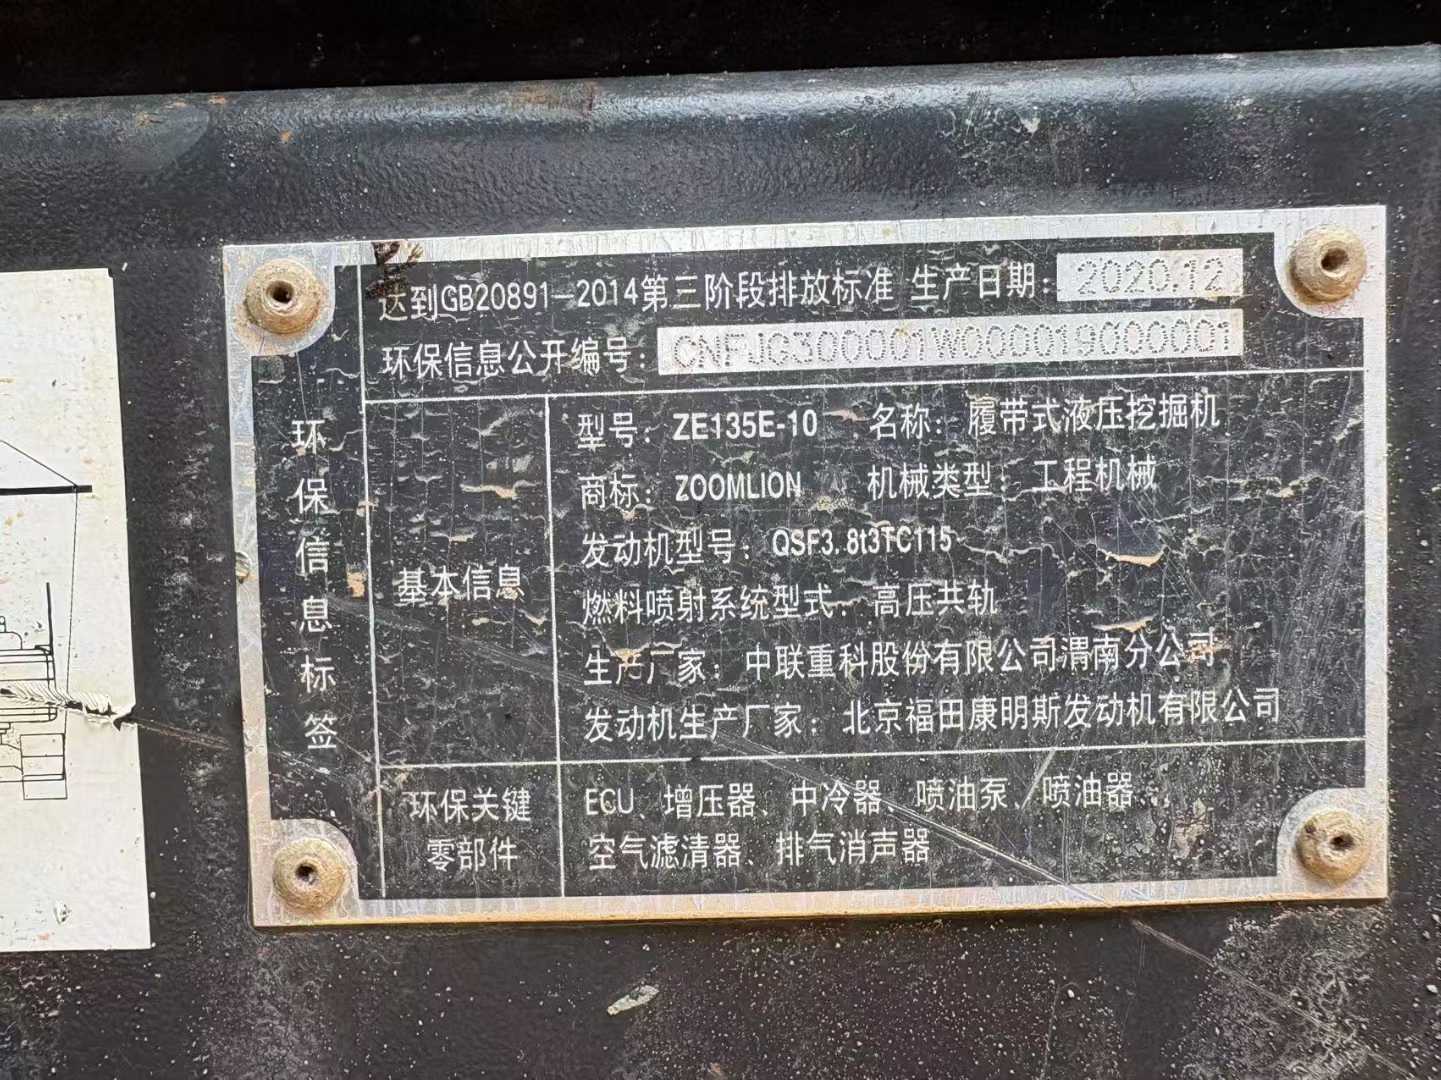 达到GB20891-2014第三阶段排放标准 生产日期: 2020.12
环保信息公开编号: CNFJG300001W000019000001
环保信息标签
基本信息
型号: ZE135E-10 名称: 履带式液压挖掘机
商标: ZOOMLION 机械类型: 工程机械
发动机型号: QSF3.8t3TC115
燃料喷射系统型式: 高压共轨
生产厂家: 中联重科股份有限公司渭南分公司
发动机生产厂家: 北京福田康明斯发动机有限公司
环保关键零部件
ECU、增压器、中冷器、喷油泵、喷油器、
空气滤清器、排气消声器